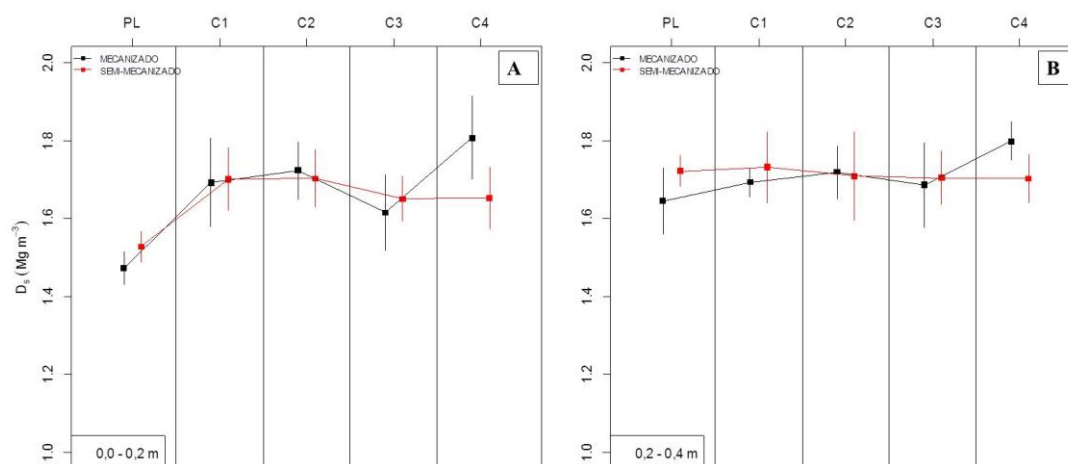 PL C1 C2 C3 C4
MECANIZADO
SEMI-MECANIZADO
A
2.0
1.8
1.6
1.4
1.2
1.0
Ds ( Mg m⁻³ )
0,0 - 0,2 m
PL C1 C2 C3 C4
MECANIZADO
SEMI-MECANIZADO
B
2.0
1.8
1.6
1.4
1.2
1.0
0,2 - 0,4 m